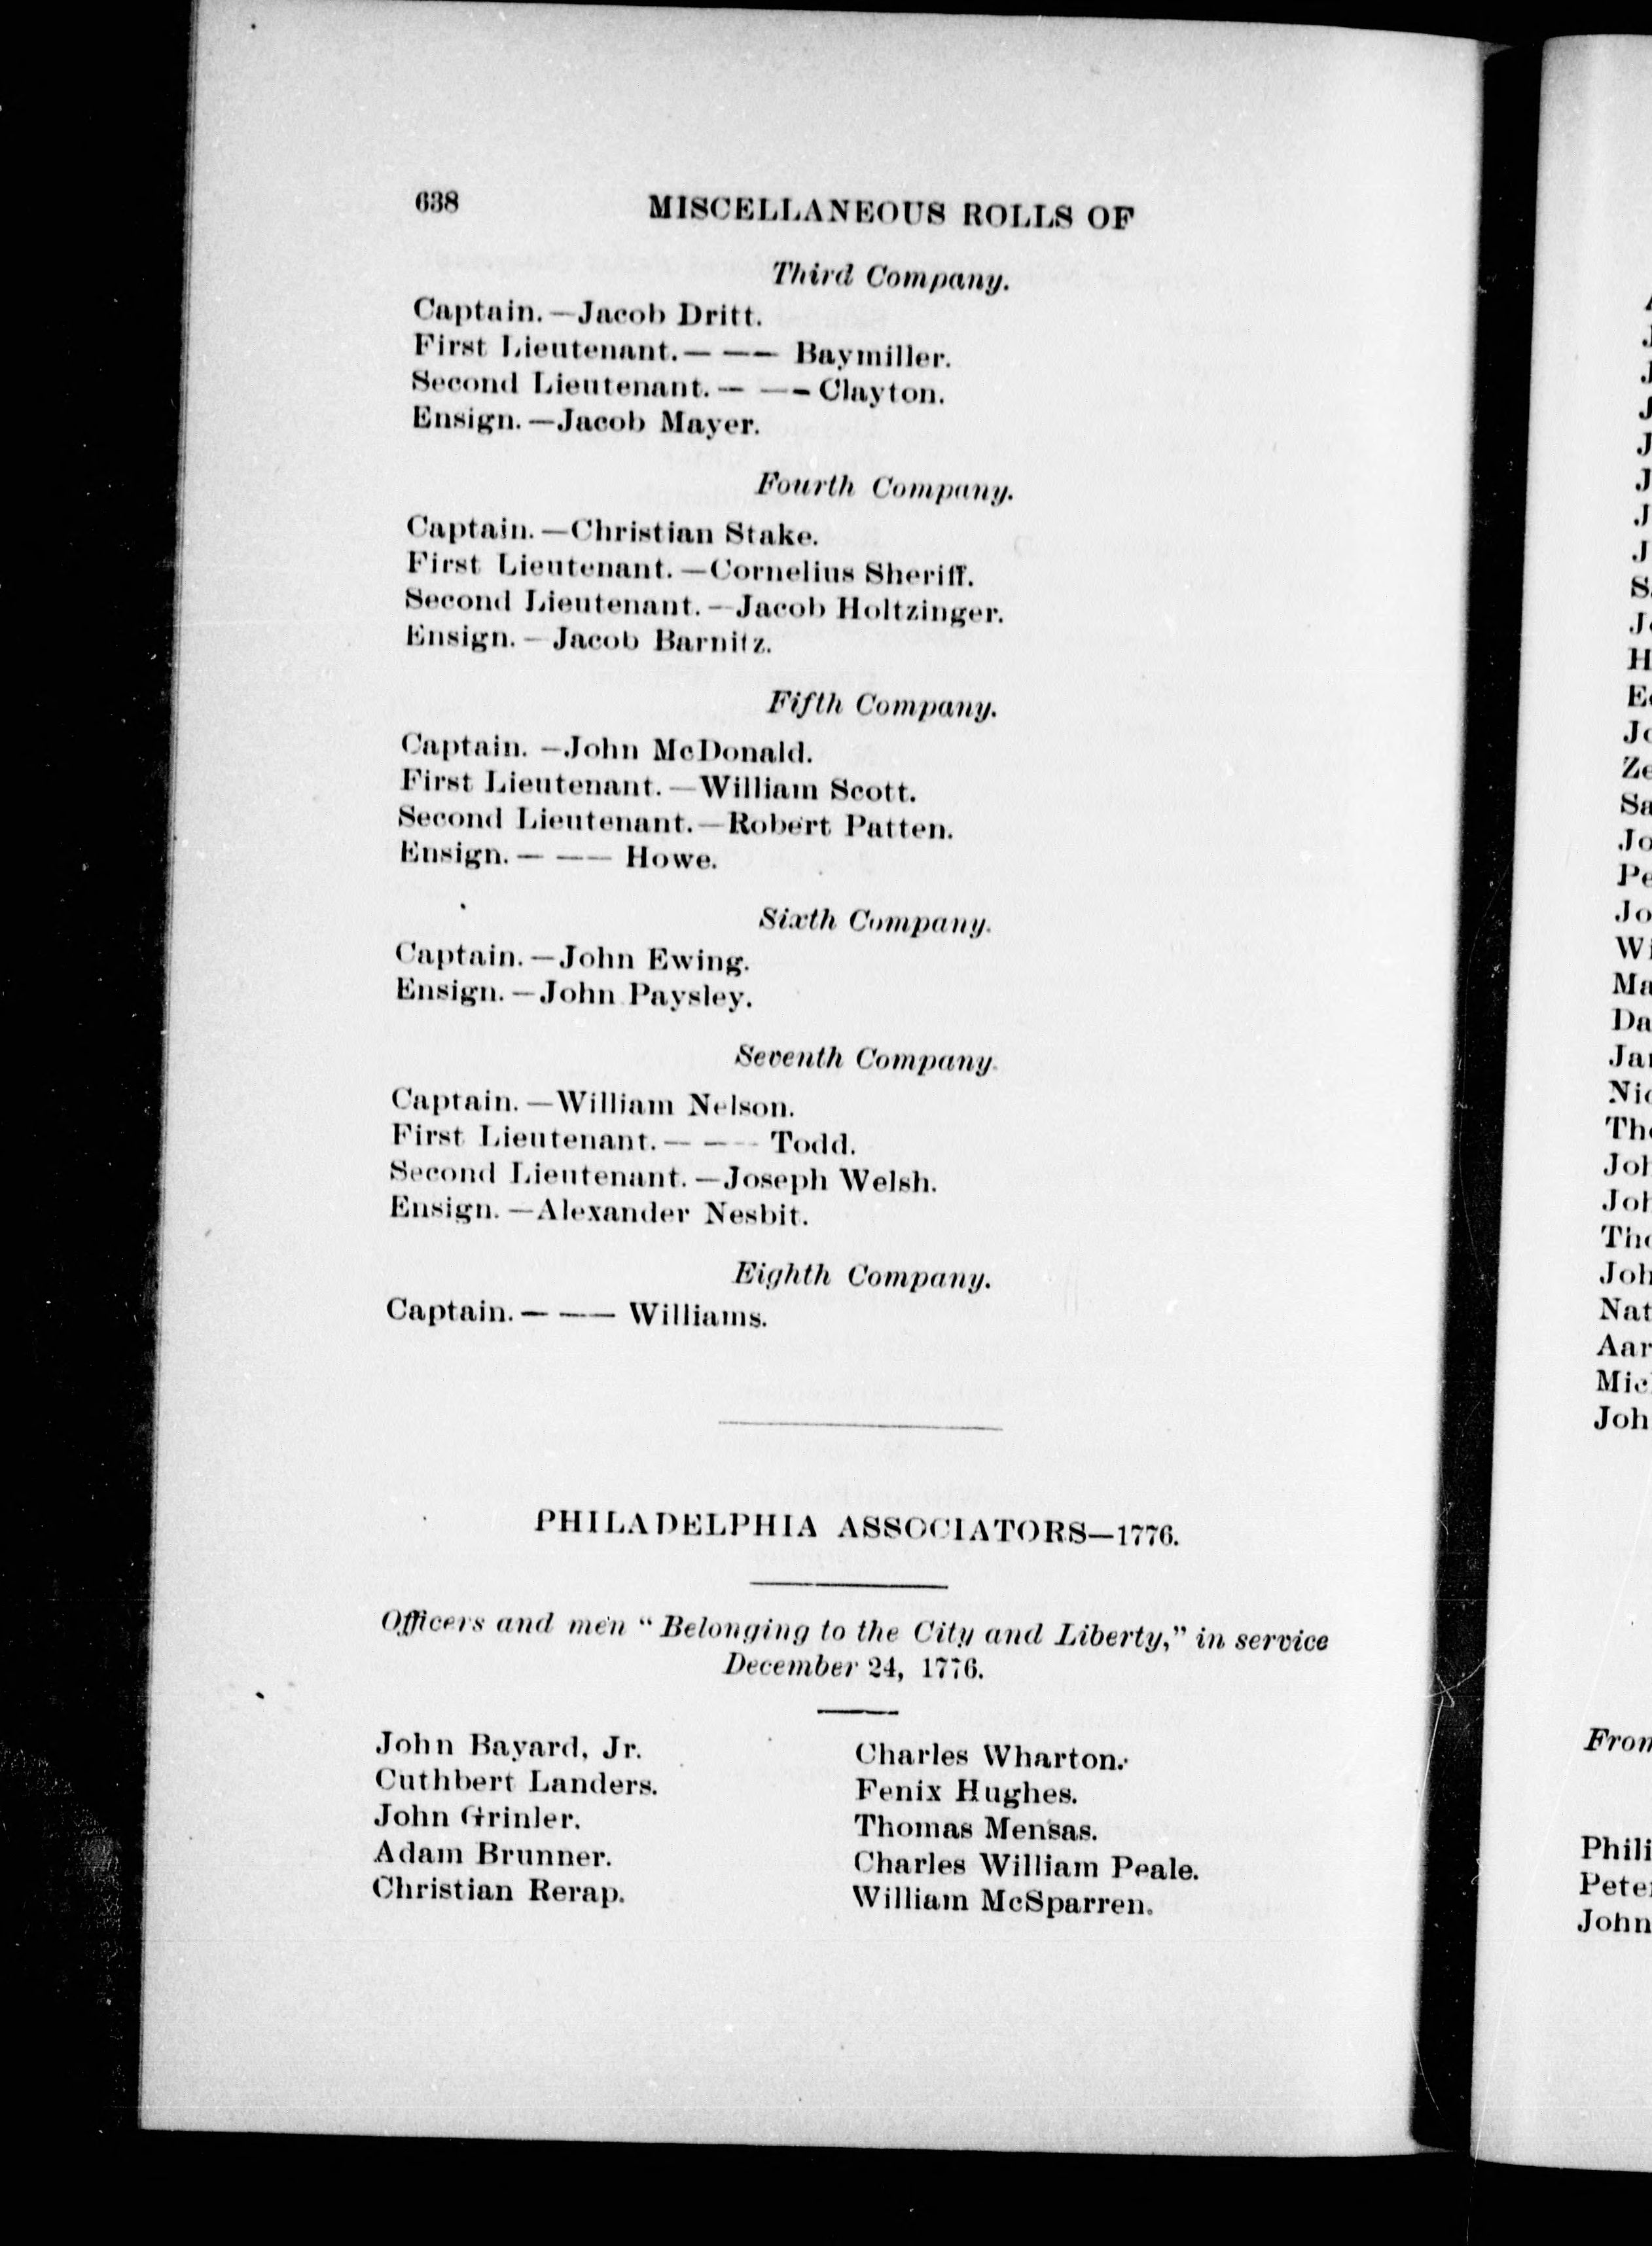 638 MISCELLANEOUS ROLLS OF
Third Company.
Captain.—Jacob Dritt.
First Lieutenant.— —— Baymiller.
Second Lieutenant.— —— Clayton.
Ensign.—Jacob Mayer.
Fourth Company.
Captain.—Christian Stake.
First Lieutenant.—Cornelius Sheriff.
Second Lieutenant.—Jacob Holtzinger.
Ensign.—Jacob Barnitz.
Fifth Company.
Captain.—John McDonald.
First Lieutenant.—William Scott.
Second Lieutenant.—Robert Patten.
Ensign.— —— Howe.
Sixth Company.
Captain.—John Ewing.
Ensign.—John Paysley.
Seventh Company.
Captain.—William Nelson.
First Lieutenant.— —— Todd.
Second Lieutenant.—Joseph Welsh.
Ensign.—Alexander Nesbit.
Eighth Company.
Captain.— —— Williams.
PHILADELPHIA ASSOCIATORS—1776.
Officers and men "Belonging to the City and Liberty," in service
December 24, 1776.
John Bayard, Jr.
Cuthbert Landers.
John Grinler.
Adam Brunner.
Christian Rerap.
Charles Wharton.
Fenix Hughes.
Thomas Mensas.
Charles William Peale.
William McSparren.